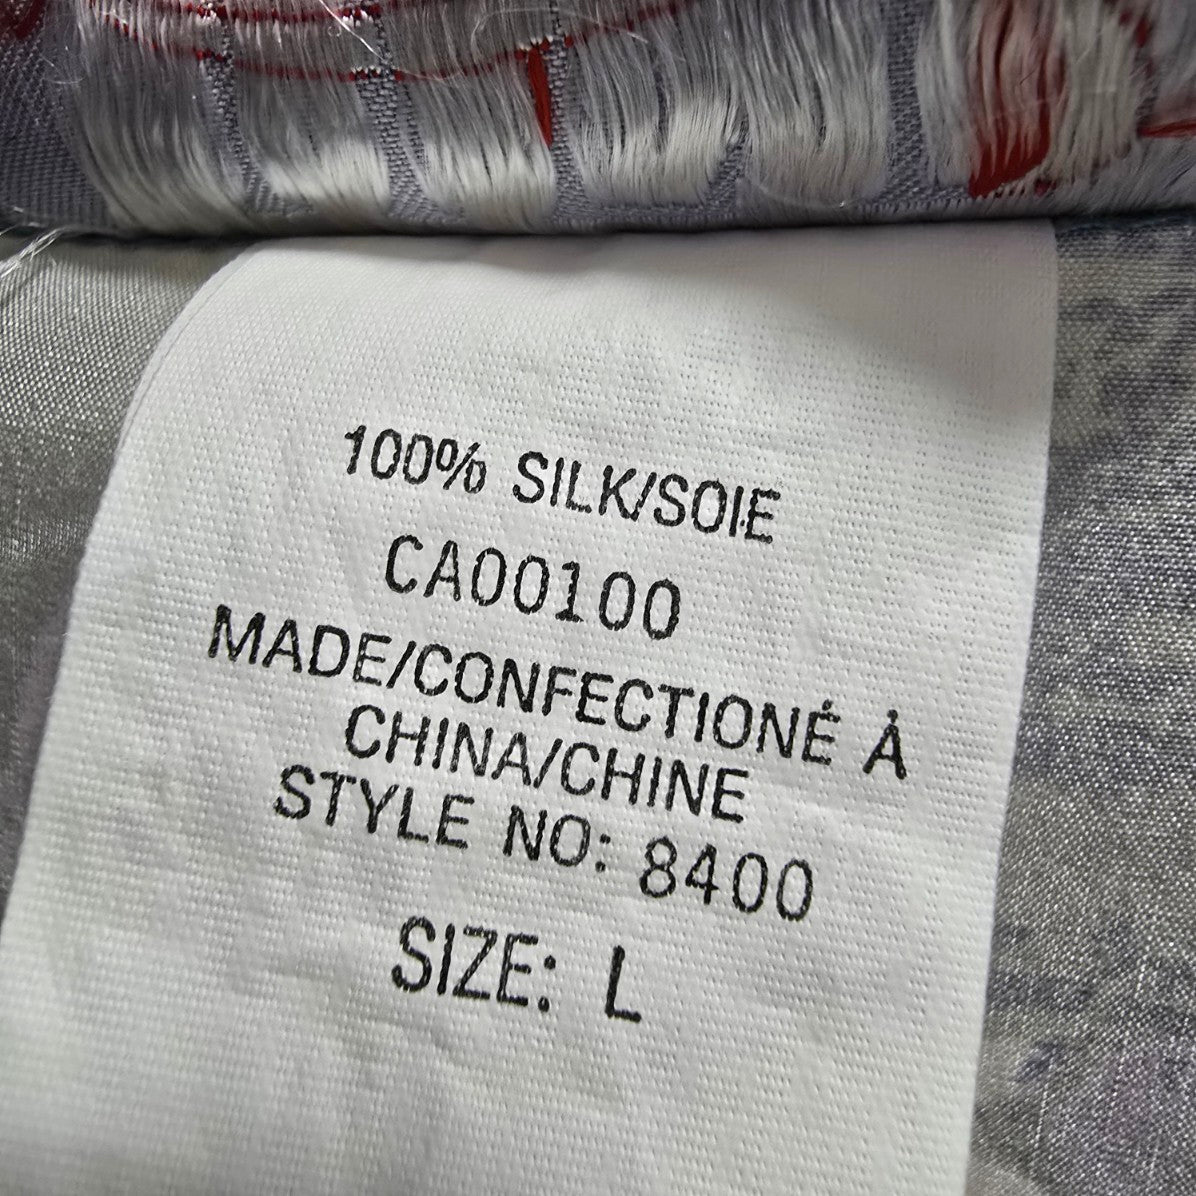 100% SILK/SOIE
CA00100
MADE/CONFECTIONÉ À
CHINA/CHINE
STYLE NO: 8400
SIZE: L